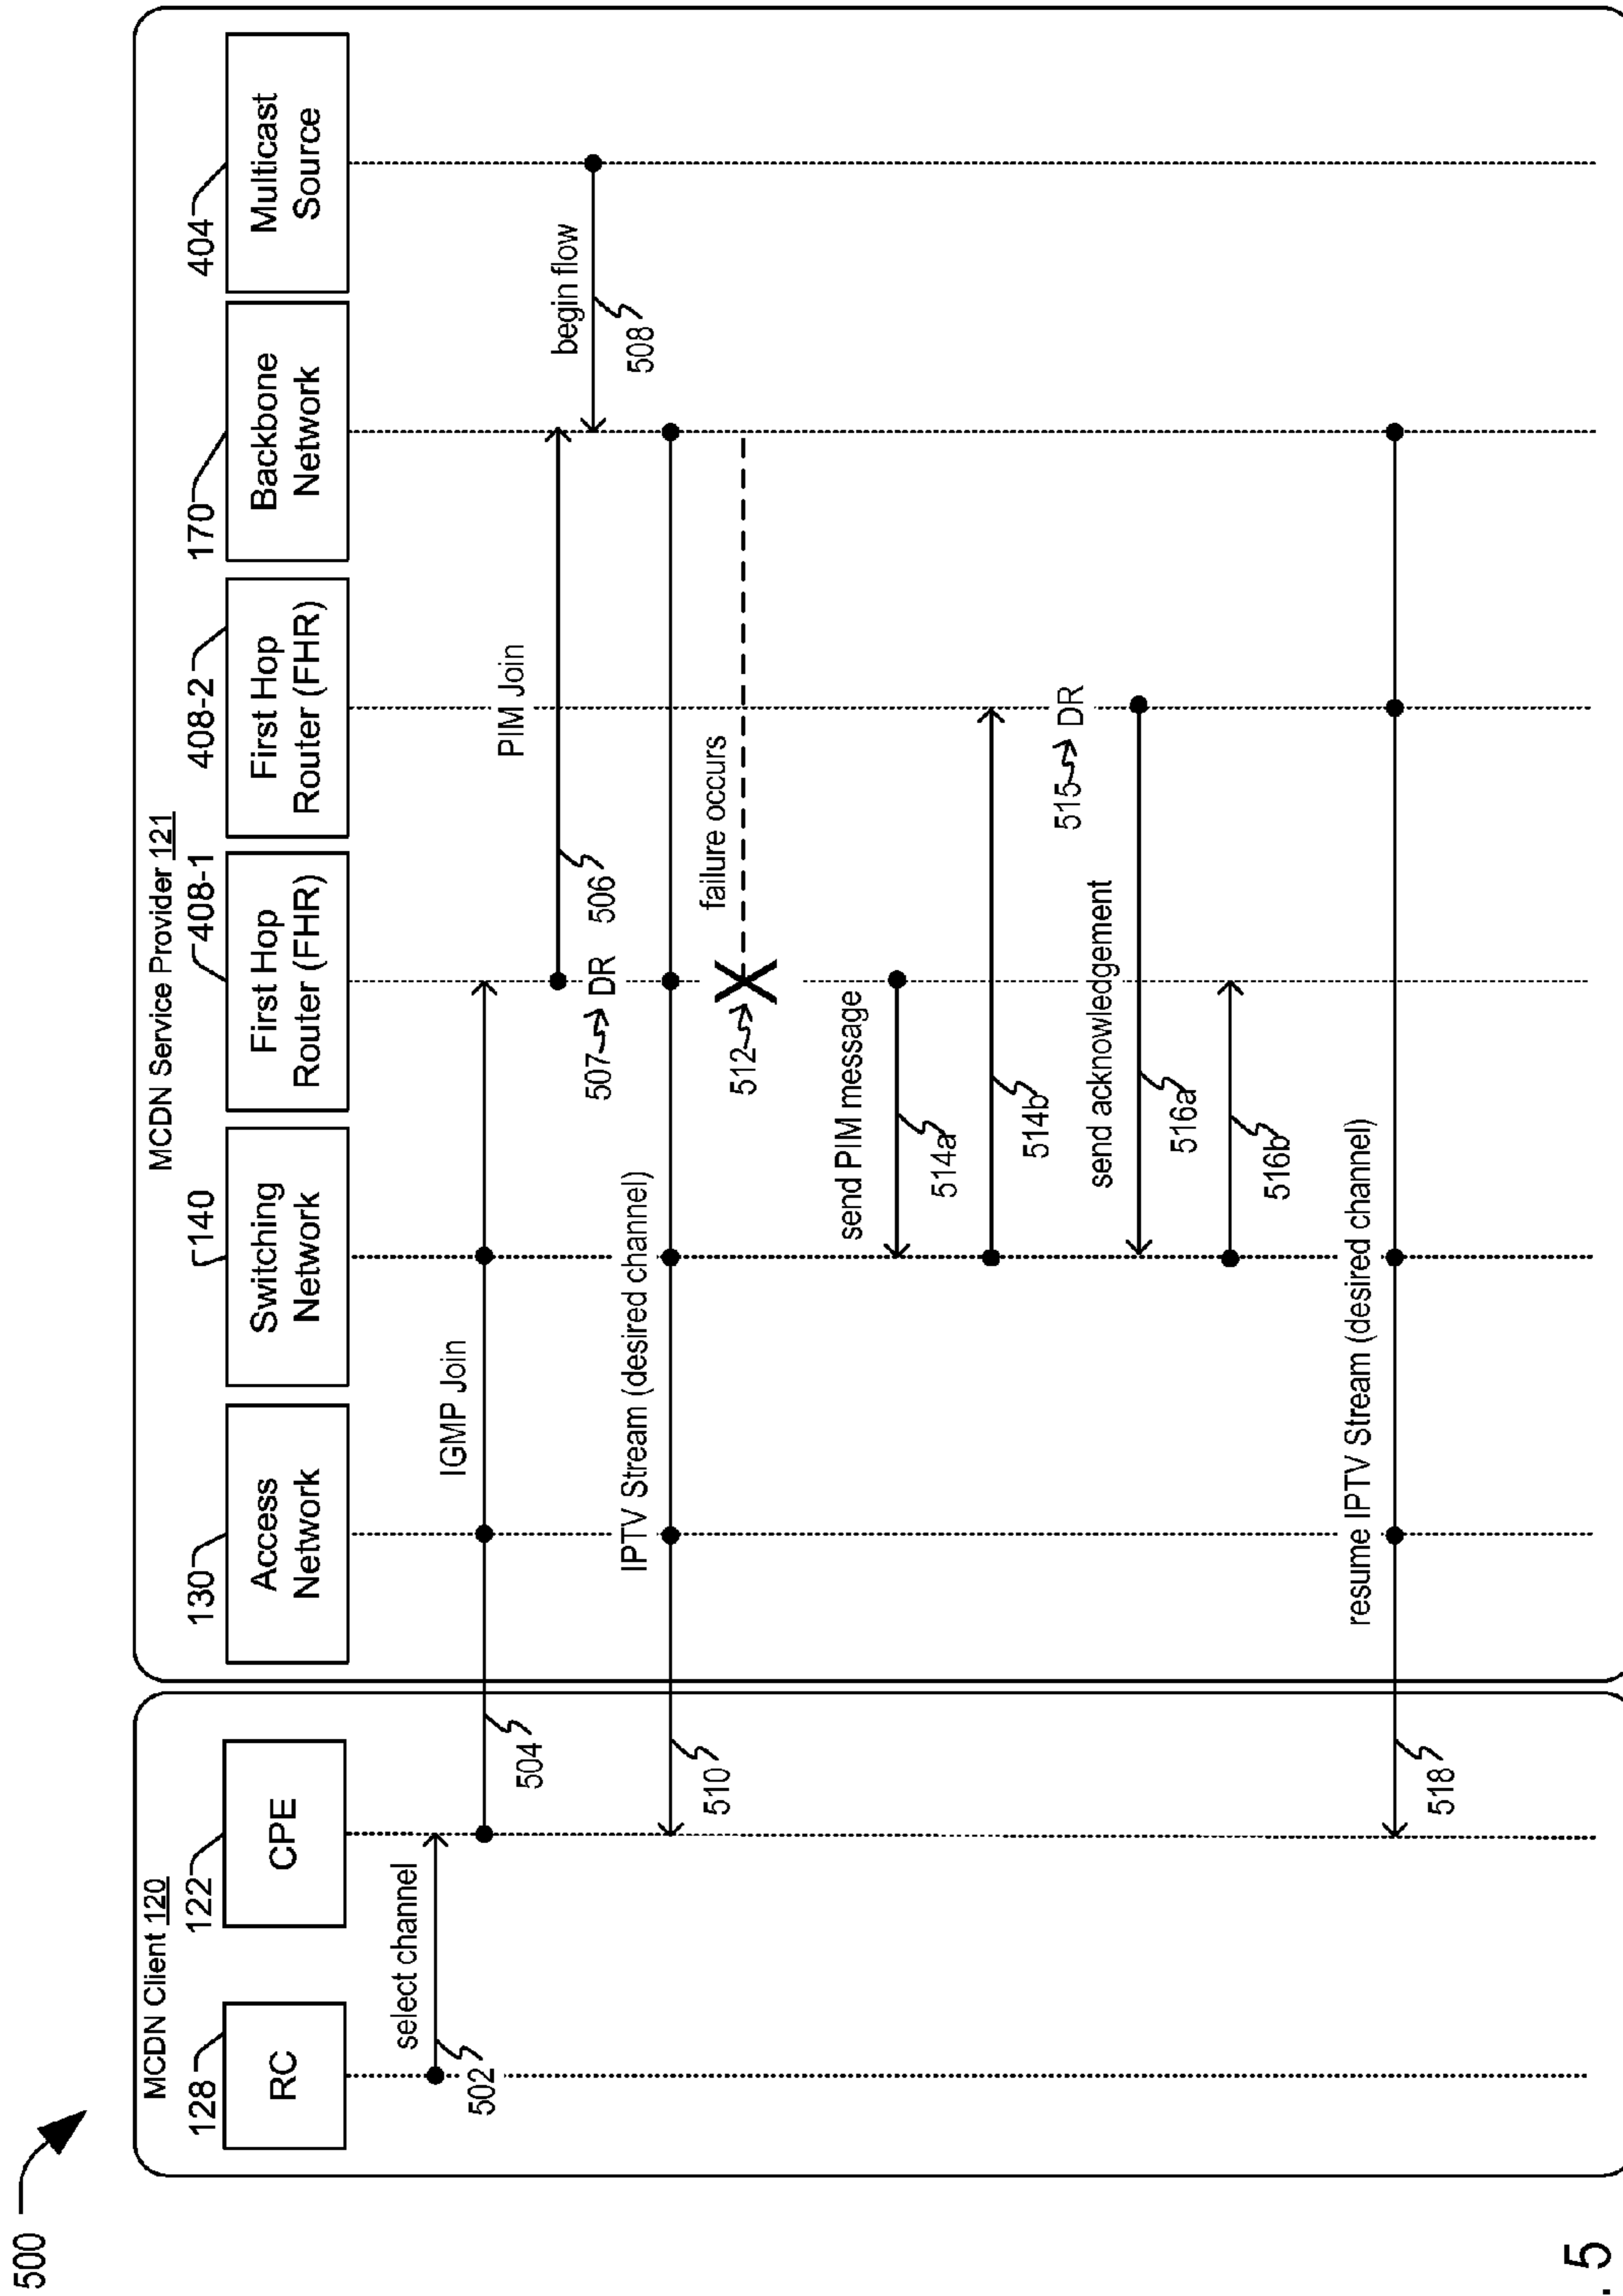 500
MCDN Client 120
MCDN Service Provider 121
128
122
130
140
408-1
408-2
170
404
RC
CPE
Access
Network
Switching
Network
First Hop
Router (FHR)
First Hop
Router (FHR)
Backbone
Network
Multicast
Source
select channel
502
IGMP Join
504
PIM Join
506
507
DR
begin flow
508
IPTV Stream (desired channel)
510
failure occurs
512
send PIM message
514a
514b
515
DR
send acknowledgement
516a
516b
resume IPTV Stream (desired channel)
518
. 5